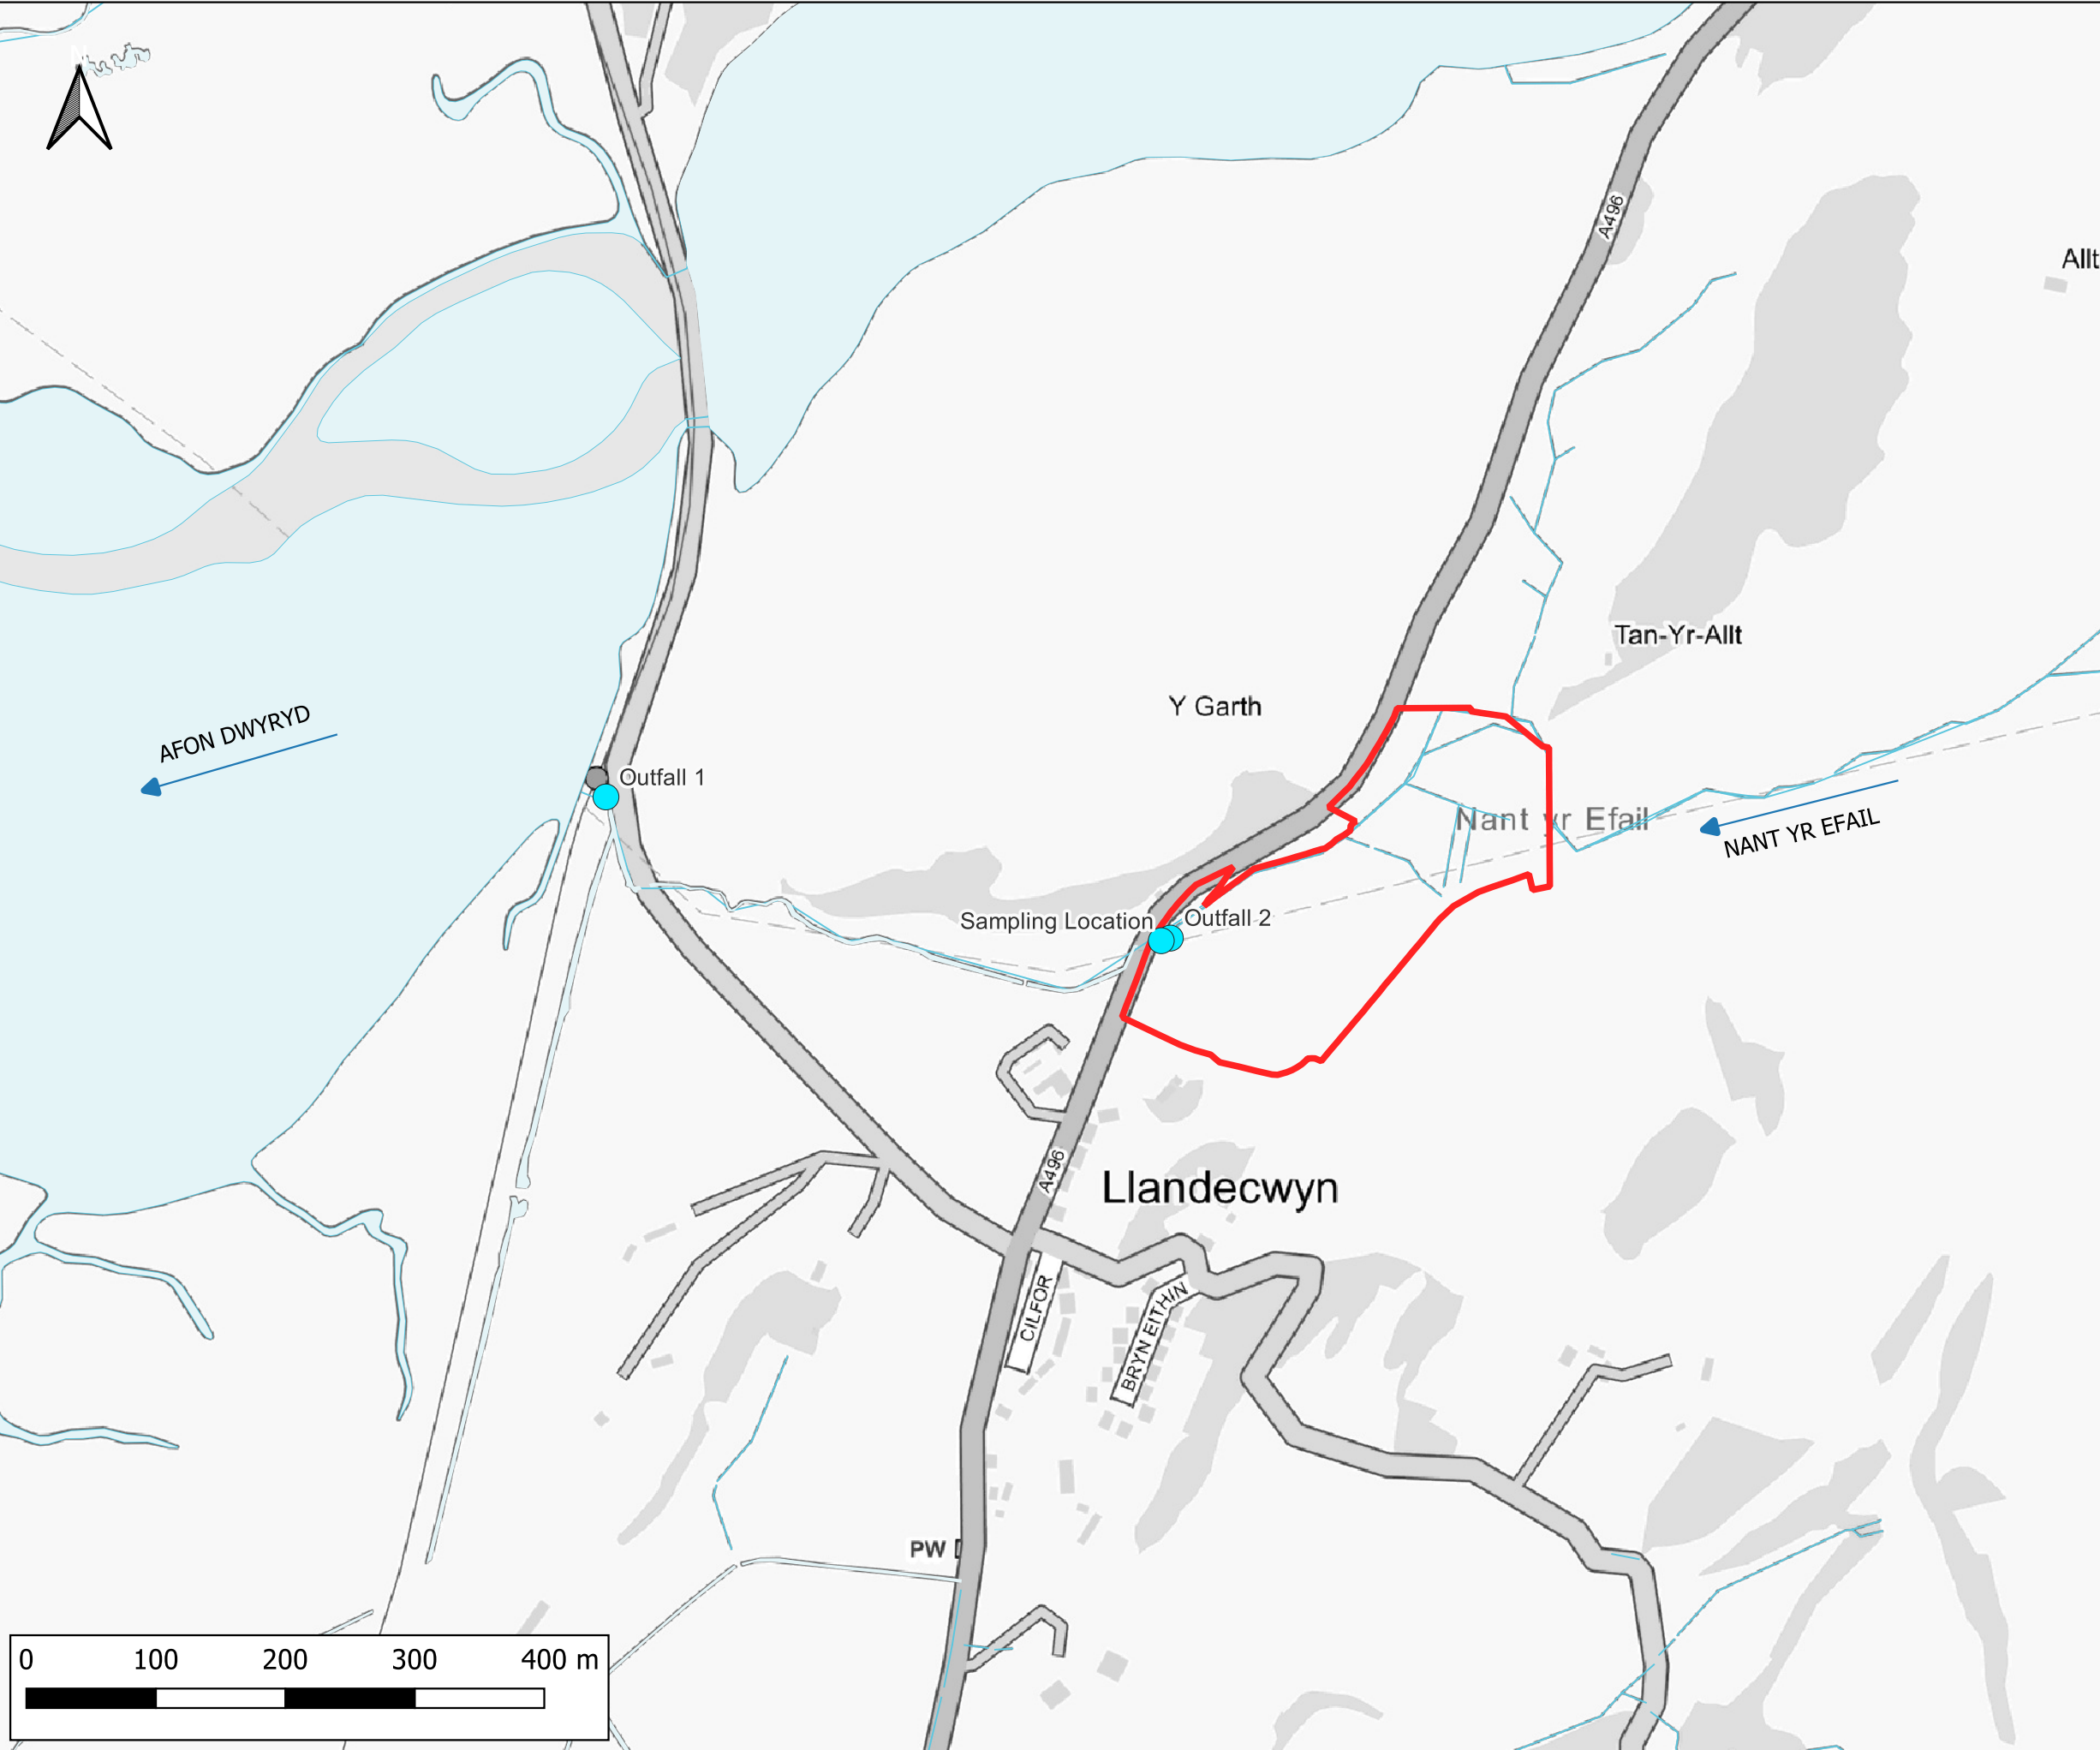 N
A496
Allt
Tan-Yr-Allt
Y Garth
AFON DWYRYD
Outfall 1
Nant yr Efail
NANT YR EFAIL
Sampling Location
Outfall 2
A496
Llandecwyn
CILFOR
BRYN EITHIN
PW
0 100 200 300 400 m